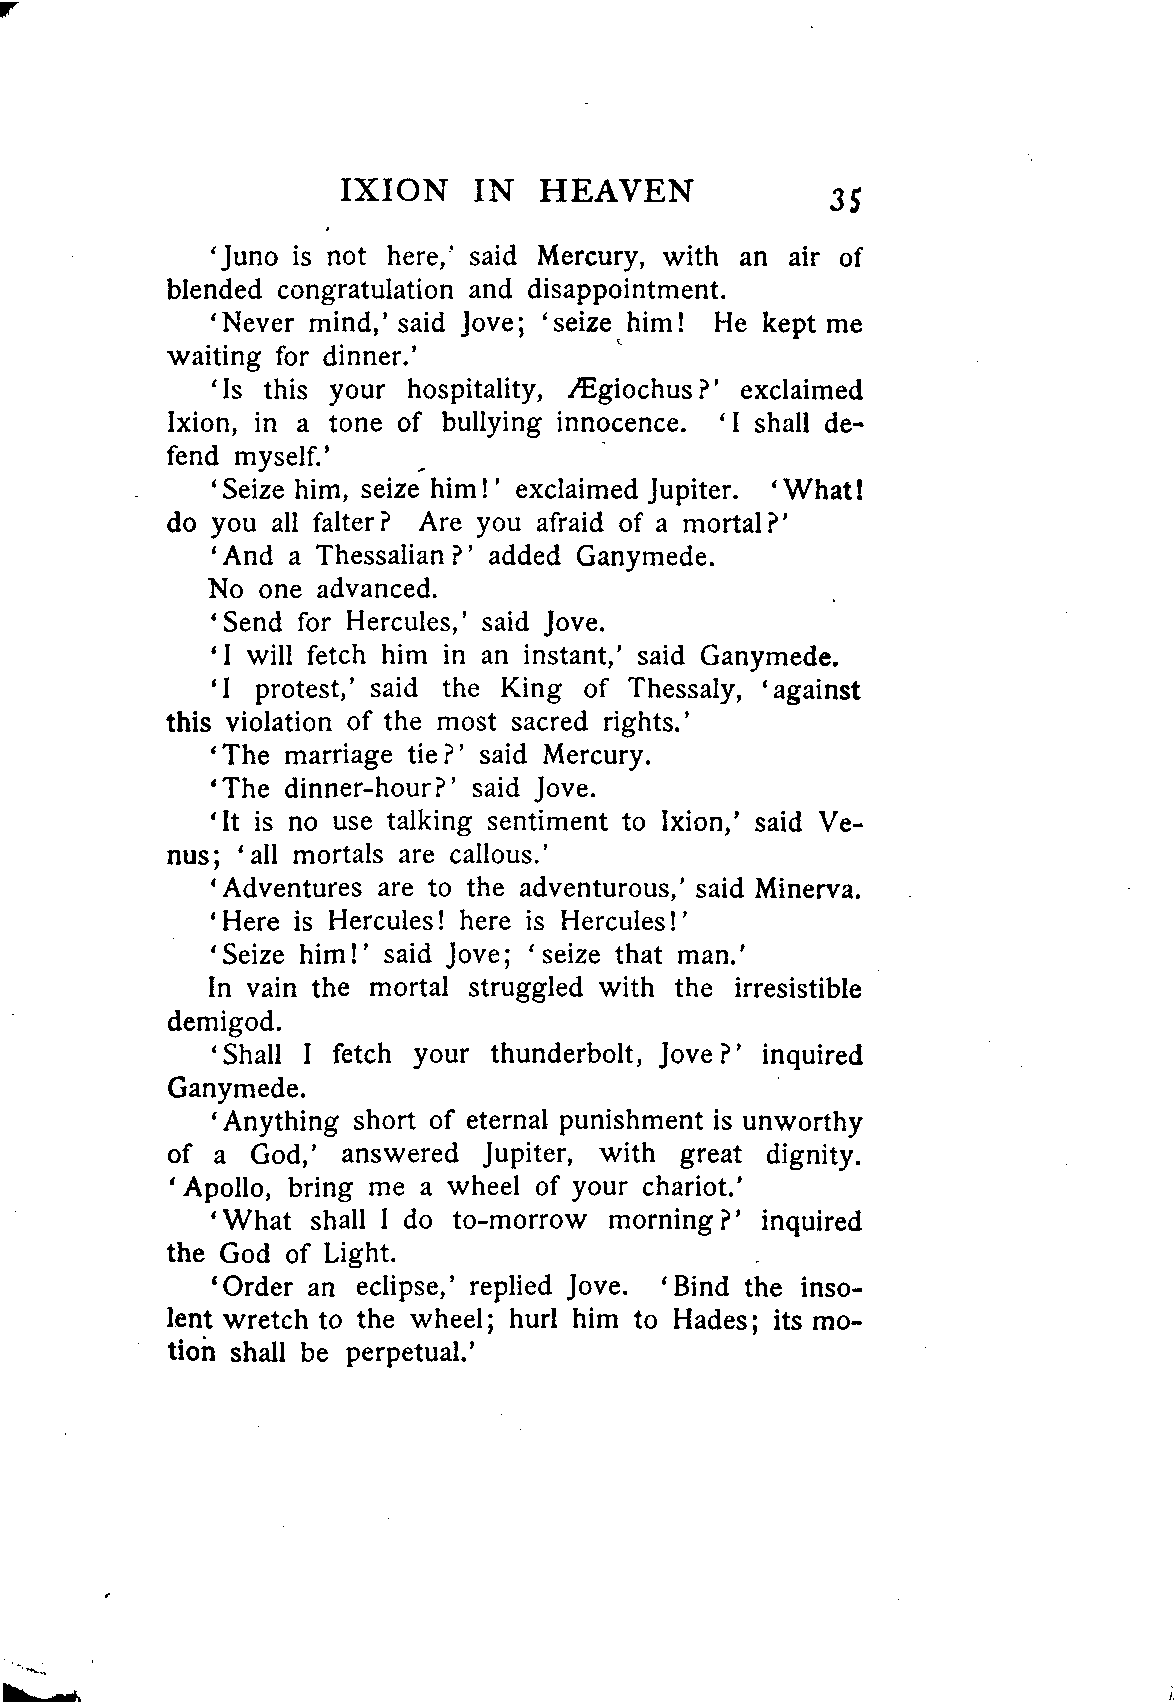 IXION IN HEAVEN 35
‘Juno is not here,’ said Mercury, with an air of
blended congratulation and disappointment.
‘Never mind,’ said Jove; ‘seize him! He kept me
waiting for dinner.’
‘Is this your hospitality, Ægiochus?’ exclaimed
Ixion, in a tone of bullying innocence. ‘I shall de-
fend myself.’
‘Seize him, seize him!’ exclaimed Jupiter. ‘What!
do you all falter? Are you afraid of a mortal?’
‘And a Thessalian?’ added Ganymede.
No one advanced.
‘Send for Hercules,’ said Jove.
‘I will fetch him in an instant,’ said Ganymede.
‘I protest,’ said the King of Thessaly, ‘against
this violation of the most sacred rights.’
‘The marriage tie?’ said Mercury.
‘The dinner-hour?’ said Jove.
‘It is no use talking sentiment to Ixion,’ said Ve-
nus; ‘all mortals are callous.’
‘Adventures are to the adventurous,’ said Minerva.
‘Here is Hercules! here is Hercules!’
‘Seize him!’ said Jove; ‘seize that man.’
In vain the mortal struggled with the irresistible
demigod.
‘Shall I fetch your thunderbolt, Jove?’ inquired
Ganymede.
‘Anything short of eternal punishment is unworthy
of a God,’ answered Jupiter, with great dignity.
‘Apollo, bring me a wheel of your chariot.’
‘What shall I do to-morrow morning?’ inquired
the God of Light.
‘Order an eclipse,’ replied Jove. ‘Bind the inso-
lent wretch to the wheel; hurl him to Hades; its mo-
tion shall be perpetual.’